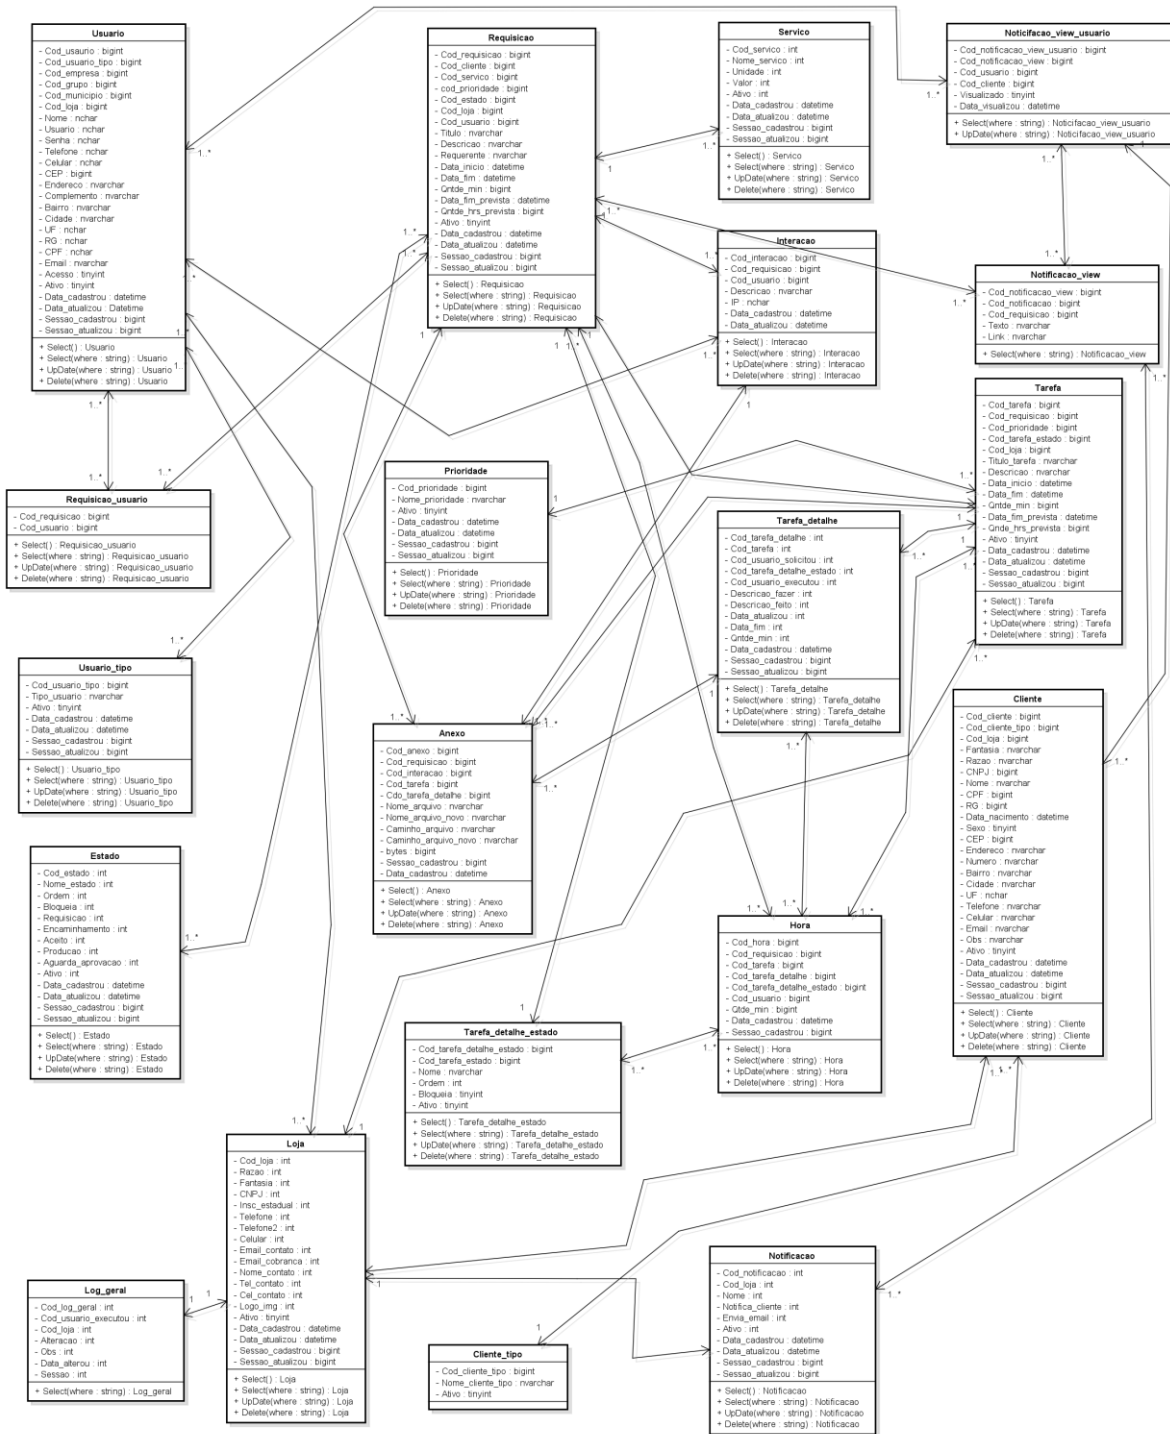 Usuario
- Cod_usaurio : bigint
- Cod_usuario_tipo : bigint
- Cod_empresa : bigint
- Cod_grupo : bigint
- Cod_municipio : bigint
- Cod_loja : bigint
- Nome : nchar
- Usuario : nchar
- Senha : nchar
- Telefone : nchar
- Celular : nchar
- CEP : bigint
- Endereco : nvarchar
- Complemento : nvarchar
- Bairro : nvarchar
- Cidade : nvarchar
- UF : nchar
- RG : nchar
- CPF : nchar
- Email : nvarchar
- Acesso : tinyint
- Ativo : tinyint
- Data_cadastrou : datetime
- Data_atualizou : Datetime
- Sessao_cadastrou : bigint
- Sessao_atualizou : bigint
+ Select() : Usuario
+ Select(where : string) : Usuario
+ UpDate(where : string) : Usuario
+ Delete(where : string) : Usuario
Requisicao
- Cod_requisicao : bigint
- Cod_cliente : bigint
- Cod_servico : bigint
- cod_prioridade : bigint
- Cod_estado : bigint
- Cod_loja : bigint
- Cod_usuario : bigint
- Titulo : nvarchar
- Descricao : nvarchar
- Requerente : nvarchar
- Data_inicio : datetime
- Data_fim : datetime
- Qntde_min : bigint
- Data_fim_prevista : datetime
- Qntde_hrs_prevista : bigint
- Ativo : tinyint
- Data_cadastrou : datetime
- Data_atualizou : datetime
- Sessao_cadastrou : bigint
- Sessao_atualizou : bigint
+ Select() : Requisicao
+ Select(where : string) : Requisicao
+ UpDate(where : string) : Requisicao
+ Delete(where : string) : Requisicao
Servico
- Cod_servico : int
- Nome_servico : int
- Unidade : int
- Valor : int
- Ativo : int
- Data_cadastrou : datetime
- Data_atualizou : datetime
- Sessao_cadastrou : bigint
- Sessao_atualizou : bigint
+ Select() : Servico
+ Select(where : string) : Servico
+ UpDate(where : string) : Servico
+ Delete(where : string) : Servico
Noticifacao_view_usuario
- Cod_notificacao_view_usuario : bigint
- Cod_notificacao_view : bigint
- Cod_usuario : bigint
- Cod_cliente : bigint
- Visualizado : tinyint
- Data_visualizou : datetime
+ Select(where : string) : Noticifacao_view_usuario
+ UpDate(where : string) : Noticifacao_view_usuario
Interacao
- Cod_interacao : bigint
- Cod_requisicao : bigint
- Cod_usuario : bigint
- Descricao : nvarchar
- IP : nchar
- Data_cadastrou : datetime
- Data_atualizou : datetime
+ Select() : Interacao
+ Select(where : string) : Interacao
+ UpDate(where : string) : Interacao
+ Delete(where : string) : Interacao
Notificacao_view
- Cod_notificacao_view : bigint
- Cod_notificacao : bigint
- Cod_requisicao : bigint
- Texto : nvarchar
- Link : nvarchar
+ Select(where : string) : Notificacao_view
Tarefa
- Cod_tarefa : bigint
- Cod_requisicao : bigint
- Cod_prioridade : bigint
- Cod_tarefa_estado : bigint
- Cod_loja : bigint
- Titulo_tarefa : nvarchar
- Descricao : nvarchar
- Data_inicio : datetime
- Data_fim : datetime
- Qntde_min : bigint
- Data_fim_prevista : datetime
- Qnde_hrs_prevista : bigint
- Ativo : tinyint
- Data_cadastrou : datetime
- Data_atualizou : datetime
- Sessao_cadastrou : bigint
- Sessao_atualizou : bigint
+ Select() : Tarefa
+ Select(where : string) : Tarefa
+ UpDate(where : string) : Tarefa
+ Delete(where : string) : Tarefa
Requisicao_usuario
- Cod_requisicao : bigint
- Cod_usuario : bigint
+ Select() : Requisicao_usuario
+ Select(where : string) : Requisicao_usuario
+ UpDate(where : string) : Requisicao_usuario
+ Delete(where : string) : Requisicao_usuario
Prioridade
- Cod_prioridade : bigint
- Nome_prioridade : nvarchar
- Ativo : tinyint
- Data_cadastrou : datetime
- Data_atualizou : datetime
- Sessao_cadastrou : bigint
- Sessao_atualizou : bigint
+ Select() : Prioridade
+ Select(where : string) : Prioridade
+ UpDate(where : string) : Prioridade
+ Delete(where : string) : Prioridade
Tarefa_detalhe
- Cod_tarefa_detalhe : int
- Cod_tarefa : int
- Cod_usuario_solicitou : int
- Cod_tarefa_detalhe_estado : int
- Cod_usuario_executou : int
- Descricao_fazer : int
- Descricao_feito : int
- Data_atualizou : int
- Data_fim : int
- Qntde_min : int
- Data_cadastrou : datetime
- Sessao_cadastrou : bigint
- Sessao_atualizou : bigint
+ Select() : Tarefa_detalhe
+ Select(where : string) : Tarefa_detalhe
+ UpDate(where : string) : Tarefa_detalhe
+ Delete(where : string) : Tarefa_detalhe
Usuario_tipo
- Cod_usuario_tipo : bigint
- Tipo_usuario : nvarchar
- Ativo : tinyint
- Data_cadastrou : datetime
- Data_atualizou : datetime
- Sessao_cadastrou : bigint
- Sessao_atualizou : bigint
+ Select() : Usuario_tipo
+ Select(where : string) : Usuario_tipo
+ UpDate(where : string) : Usuario_tipo
+ Delete(where : string) : Usuario_tipo
Anexo
- Cod_anexo : bigint
- Cod_requisicao : bigint
- Cod_interacao : bigint
- Cod_tarefa : bigint
- Cdo_tarefa_detalhe : bigint
- Nome_arquivo : nvarchar
- Nome_arquivo_novo : nvarchar
- Caminho_arquivo : nvarchar
- Caminho_arquivo_novo : nvarchar
- bytes : bigint
- Sessao_cadastrou : bigint
- Data_cadastrou : datetime
+ Select() : Anexo
+ Select(where : string) : Anexo
+ UpDate(where : string) : Anexo
+ Delete(where : string) : Anexo
Cliente
- Cod_cliente : bigint
- Cod_cliente_tipo : bigint
- Cod_loja : bigint
- Fantasia : nvarchar
- Razao : nvarchar
- CNPJ : bigint
- Nome : nvarchar
- CPF : bigint
- RG : bigint
- Data_nacimento : datetime
- Sexo : tinyint
- CEP : bigint
- Endereco : nvarchar
- Numero : nvarchar
- Bairro : nvarchar
- Cidade : nvarchar
- UF : nchar
- Telefone : nvarchar
- Celular : nvarchar
- Email : nvarchar
- Obs : nvarchar
- Ativo : tinyint
- Data_cadastrou : datetime
- Data_atualizou : datetime
- Sessao_cadastrou : bigint
- Sessao_atualizou : bigint
+ Select() : Cliente
+ Select(where : string) : Cliente
+ UpDate(where : string) : Cliente
+ Delete(where : string) : Cliente
Estado
- Cod_estado : int
- Nome_estado : int
- Ordem : int
- Bloqueia : int
- Requisicao : int
- Encaminhamento : int
- Aceito : int
- Producao : int
- Aguarda_aprovacao : int
- Ativo : int
- Data_cadastrou : datetime
- Data_atualizou : datetime
- Sessao_cadastrou : bigint
- Sessao_atualizou : bigint
+ Select() : Estado
+ Select(where : string) : Estado
+ UpDate(where : string) : Estado
+ Delete(where : string) : Estado
Hora
- Cod_hora : bigint
- Cod_requisicao : bigint
- Cod_tarefa : bigint
- Cod_tarefa_detalhe : bigint
- Cod_tarefa_detalhe_estado : bigint
- Cod_usuario : bigint
- Qtde_min : bigint
- Data_cadastrou : datetime
- Sessao_cadastrou : bigint
+ Select() : Hora
+ Select(where : string) : Hora
+ UpDate(where : string) : Hora
+ Delete(where : string) : Hora
Tarefa_detalhe_estado
- Cod_tarefa_detalhe_estado : bigint
- Cod_tarefa_estado : bigint
- Nome : nvarchar
- Ordem : int
- Bloqueia : tinyint
- Ativo : tinyint
+ Select() : Tarefa_detalhe_estado
+ Select(where : string) : Tarefa_detalhe_estado
+ UpDate(where : string) : Tarefa_detalhe_estado
+ Delete(where : string) : Tarefa_detalhe_estado
Loja
- Cod_loja : int
- Razao : int
- Fantasia : int
- CNPJ : int
- Insc_estadual : int
- Telefone : int
- Telefone2 : int
- Celular : int
- Email_contato : int
- Email_cobranca : int
- Nome_contato : int
- Tel_contato : int
- Cel_contato : int
- Logo_img : int
- Ativo : tinyint
- Data_cadastrou : datetime
- Data_atualizou : datetime
- Sessao_cadastrou : bigint
- Sessao_atualizou : bigint
+ Select() : Loja
+ Select(where : string) : Loja
+ UpDate(where : string) : Loja
+ Delete(where : string) : Loja
Log_geral
- Cod_log_geral : int
- Cod_usuario_executou : int
- Cod_loja : int
- Alteracao : int
- Obs : int
- Data_alterou : int
- Sessao : int
+ Select(where : string) : Log_geral
Cliente_tipo
- Cod_cliente_tipo : bigint
- Nome_cliente_tipo : nvarchar
- Ativo : tinyint
Notificacao
- Cod_notificacao : int
- Cod_loja : int
- Nome : int
- Notifica_cliente : int
- Envia_email : int
- Ativo : int
- Data_cadastrou : datetime
- Data_atualizou : datetime
- Sessao_cadastrou : bigint
- Sessao_atualizou : bigint
+ Select() : Notificacao
+ Select(where : string) : Notificacao
+ UpDate(where : string) : Notificacao
+ Delete(where : string) : Notificacao